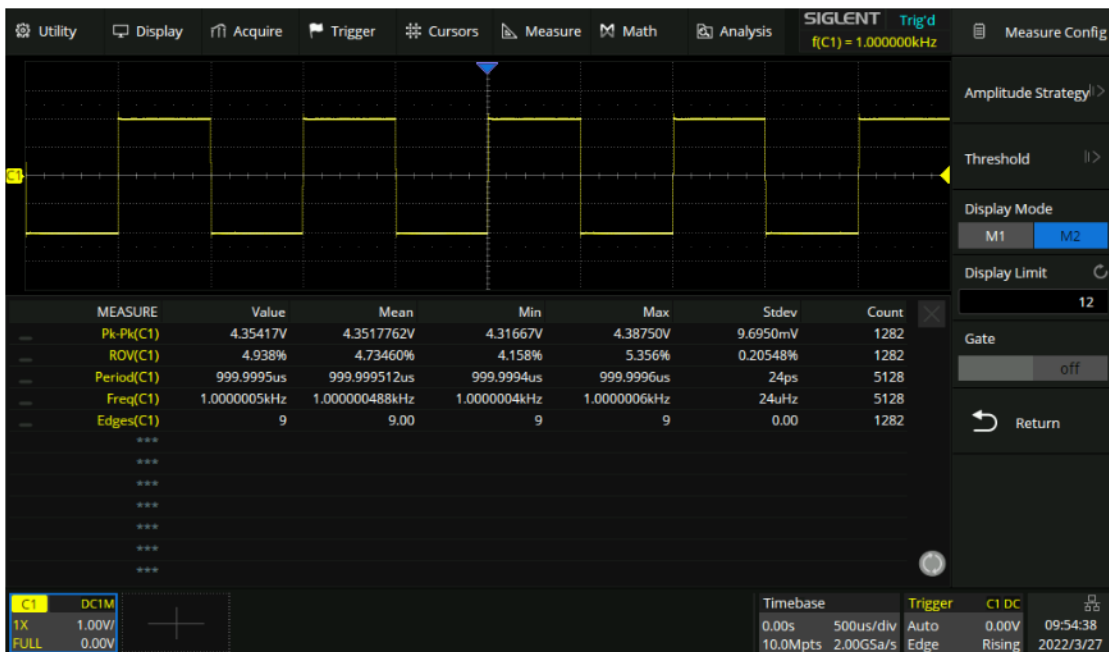 Utility Display Acquire Trigger Cursors Measure Math Analysis SIGLENT Trig'd Measure Config
f(C1) = 1.000000kHz
Amplitude Strategy
C1
Threshold
Display Mode
M1 M2
Display Limit
12
MEASURE Value Mean Min Max Stdev Count
Pk-Pk(C1) 4.35417V 4.3517762V 4.31667V 4.38750V 9.6950mV 1282
ROV(C1) 4.938% 4.73460% 4.158% 5.356% 0.20548% 1282
Period(C1) 999.9995us 999.999512us 999.9994us 999.9996us 24ps 5128
Freq(C1) 1.0000005kHz 1.000000488kHz 1.0000004kHz 1.0000006kHz 24uHz 5128
Edges(C1) 9 9.00 9 9 0.00 1282
***
***
***
***
***
***
***
Gate
off
Return
C1 DC1M
1X 1.00V/
FULL 0.00V
Timebase
0.00s 500us/div
10.0Mpts 2.00GSa/s
Trigger C1 DC
Auto 0.00V
Edge Rising
09:54:38
2022/3/27